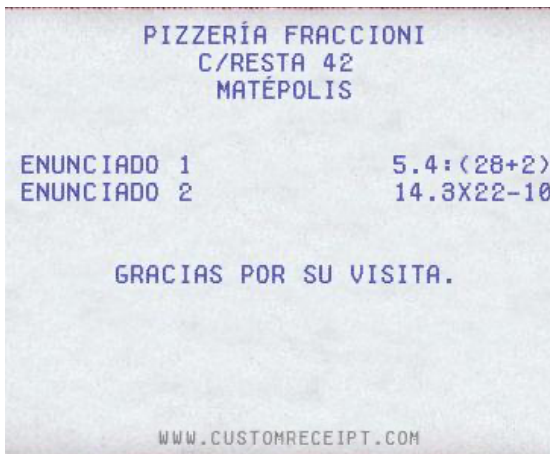 PIZZERÍA FRACCIONI
C/RESTA 42
MATÉPOLIS
ENUNCIADO 1 5.4:(28+2)
ENUNCIADO 2 14.3X22-10
GRACIAS POR SU VISITA.
WWW.CUSTOMRECEIPT.COM